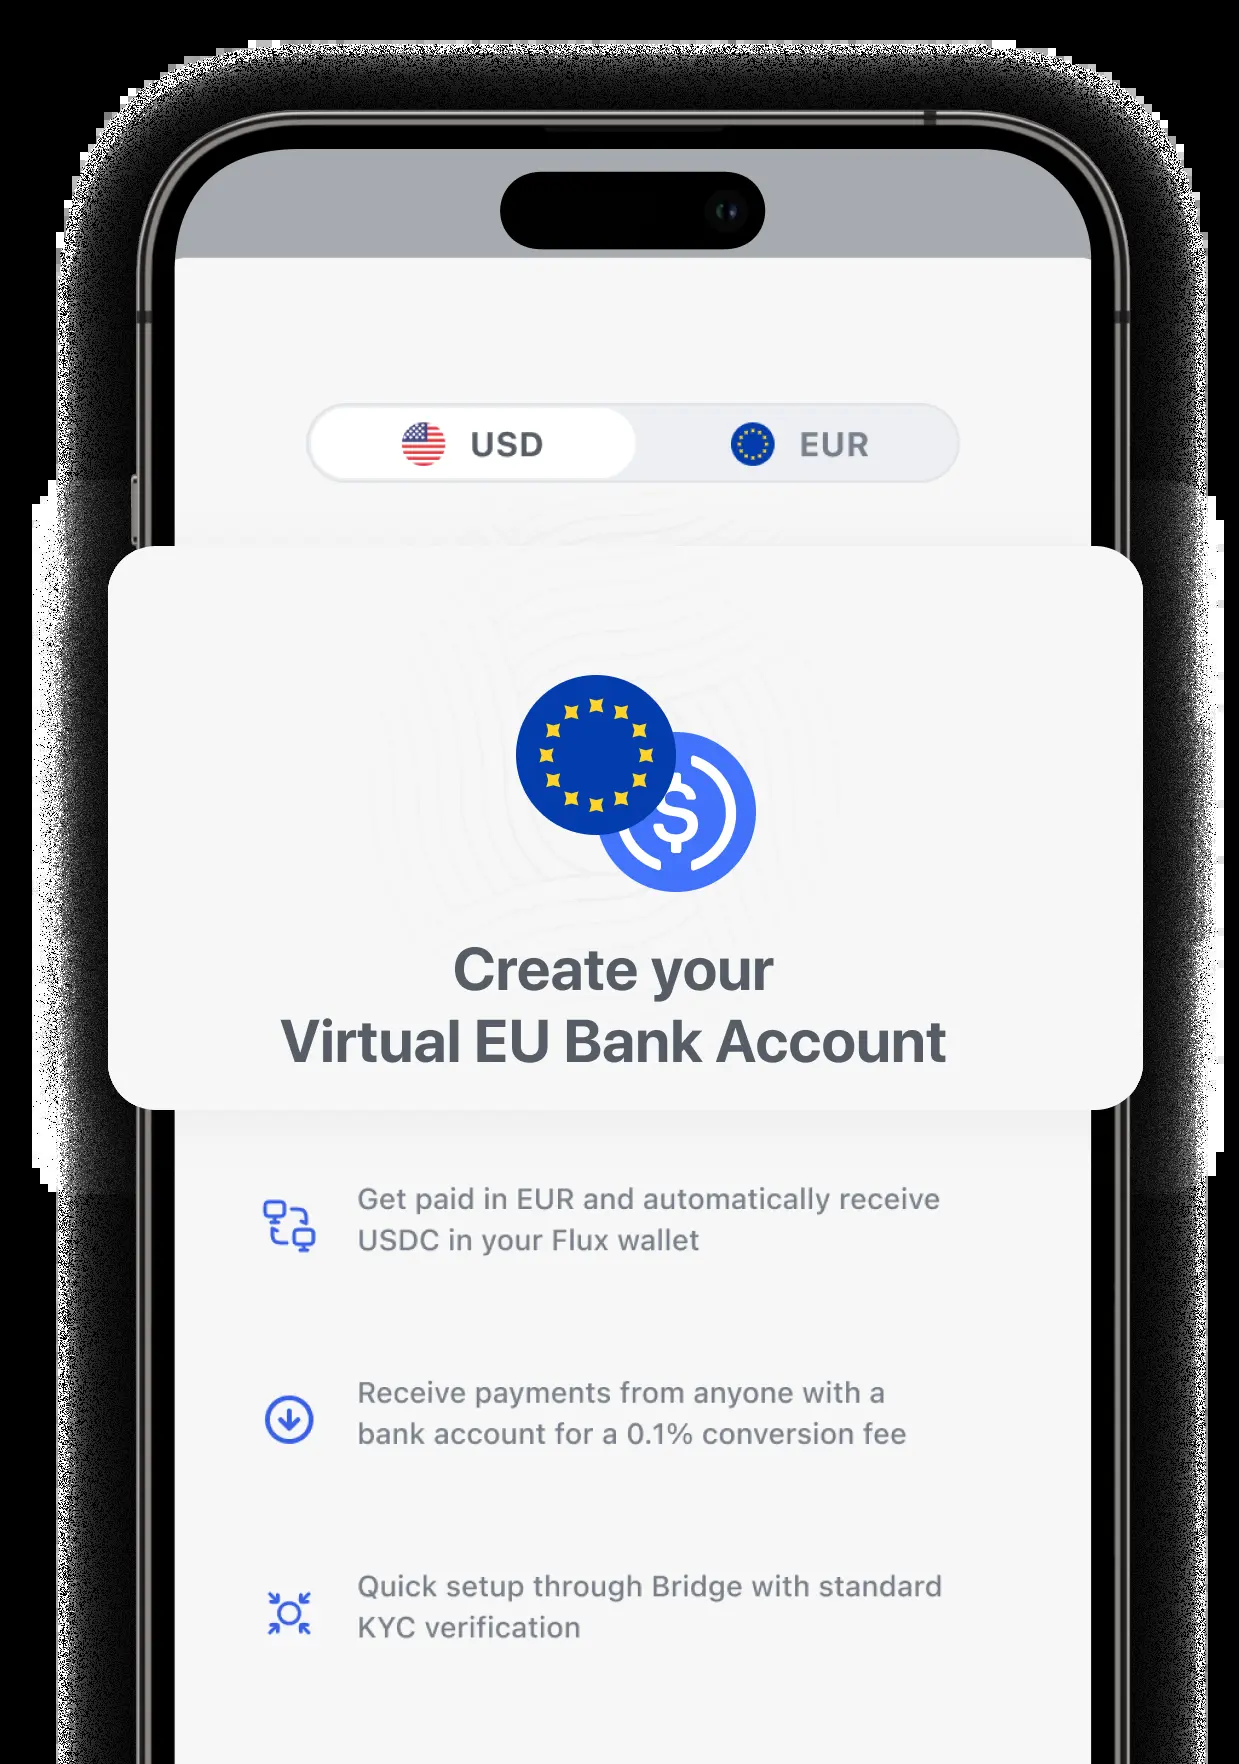 USD
EUR
Create your
Virtual EU Bank Account
Get paid in EUR and automatically receive
USDC in your Flux wallet
Receive payments from anyone with a
bank account for a 0.1% conversion fee
Quick setup through Bridge with standard
KYC verification